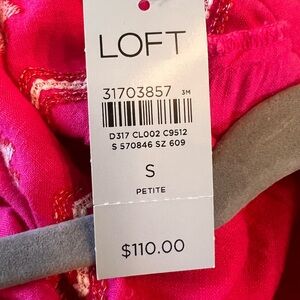 LOFT
31703857 3M
D317 CL002 C9512
S 570846 SZ 609
S
PETITE
$110.00